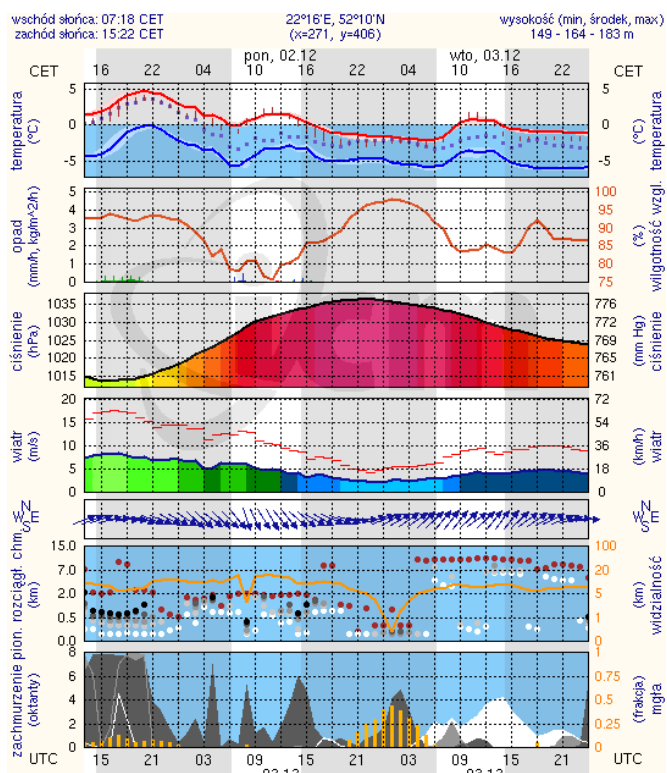 wschód słońca: 07:18 CET 22°16'E, 52°10'N wysokość (min, środek, max)
zachód słońca: 15:22 CET (x=271, y=406) 149 - 164 - 183 m
pon, 02.12 wto, 03.12
CET 16 22 04 10 16 22 04 10 16 22 CET
temperatura (°C)
5 5
0 0
-5 -5
temperatura (°C)
opad (mm/h, kg/m^2/h)
5 100
4 95
3 90
2 85
1 80
0 75
(%) wilgotność wzgl.
icm
ciśnienie (hPa)
1035 776
1030 772
1025 769
1020 765
1015 761
(mm Hg) ciśnienie
wiatr (m/s)
20 72
15 54
10 36
5 18
0 0
(km/h) wiatr
N W E S N W E S
pion. rozciągł. chm. (km)
15.0 100
7.0 20
2.0 5
0.5 1
0.0 0
(km) widzialność
zachmurzenie (oktanty)
8 1
6 0.75
4 0.5
2 0.25
0 0
(frakcja) mgła
UTC 15 21 03 09 15 21 03 09 15 21 UTC